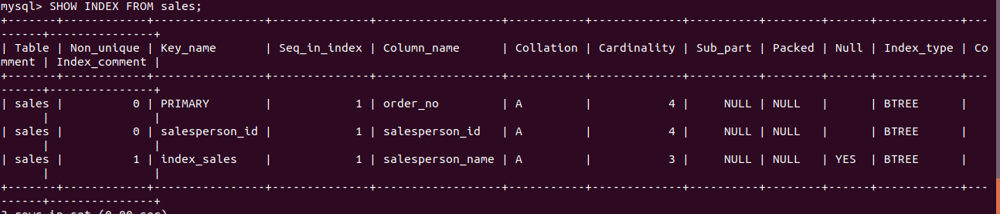 mysql> SHOW INDEX FROM sales;
+-------+------------+----------------+--------------+------------------+-----------+-------------+----------+--------+------+------------+---
------+---------------+
| Table | Non_unique | Key_name       | Seq_in_index | Column_name      | Collation | Cardinality | Sub_part | Packed | Null | Index_type | Co
mment | Index_comment |
+-------+------------+----------------+--------------+------------------+-----------+-------------+----------+--------+------+------------+---
------+---------------+
| sales |          0 | PRIMARY        |            1 | order_no         | A         |           4 |     NULL | NULL   |      | BTREE      |
      |               |
| sales |          0 | salesperson_id |            1 | salesperson_id   | A         |           4 |     NULL | NULL   |      | BTREE      |
      |               |
| sales |          1 | index_sales    |            1 | salesperson_name | A         |           3 |     NULL | NULL   | YES  | BTREE      |
      |               |
+-------+------------+----------------+--------------+------------------+-----------+-------------+----------+--------+------+------------+---
------+---------------+
3 rows in set (0.00 sec)